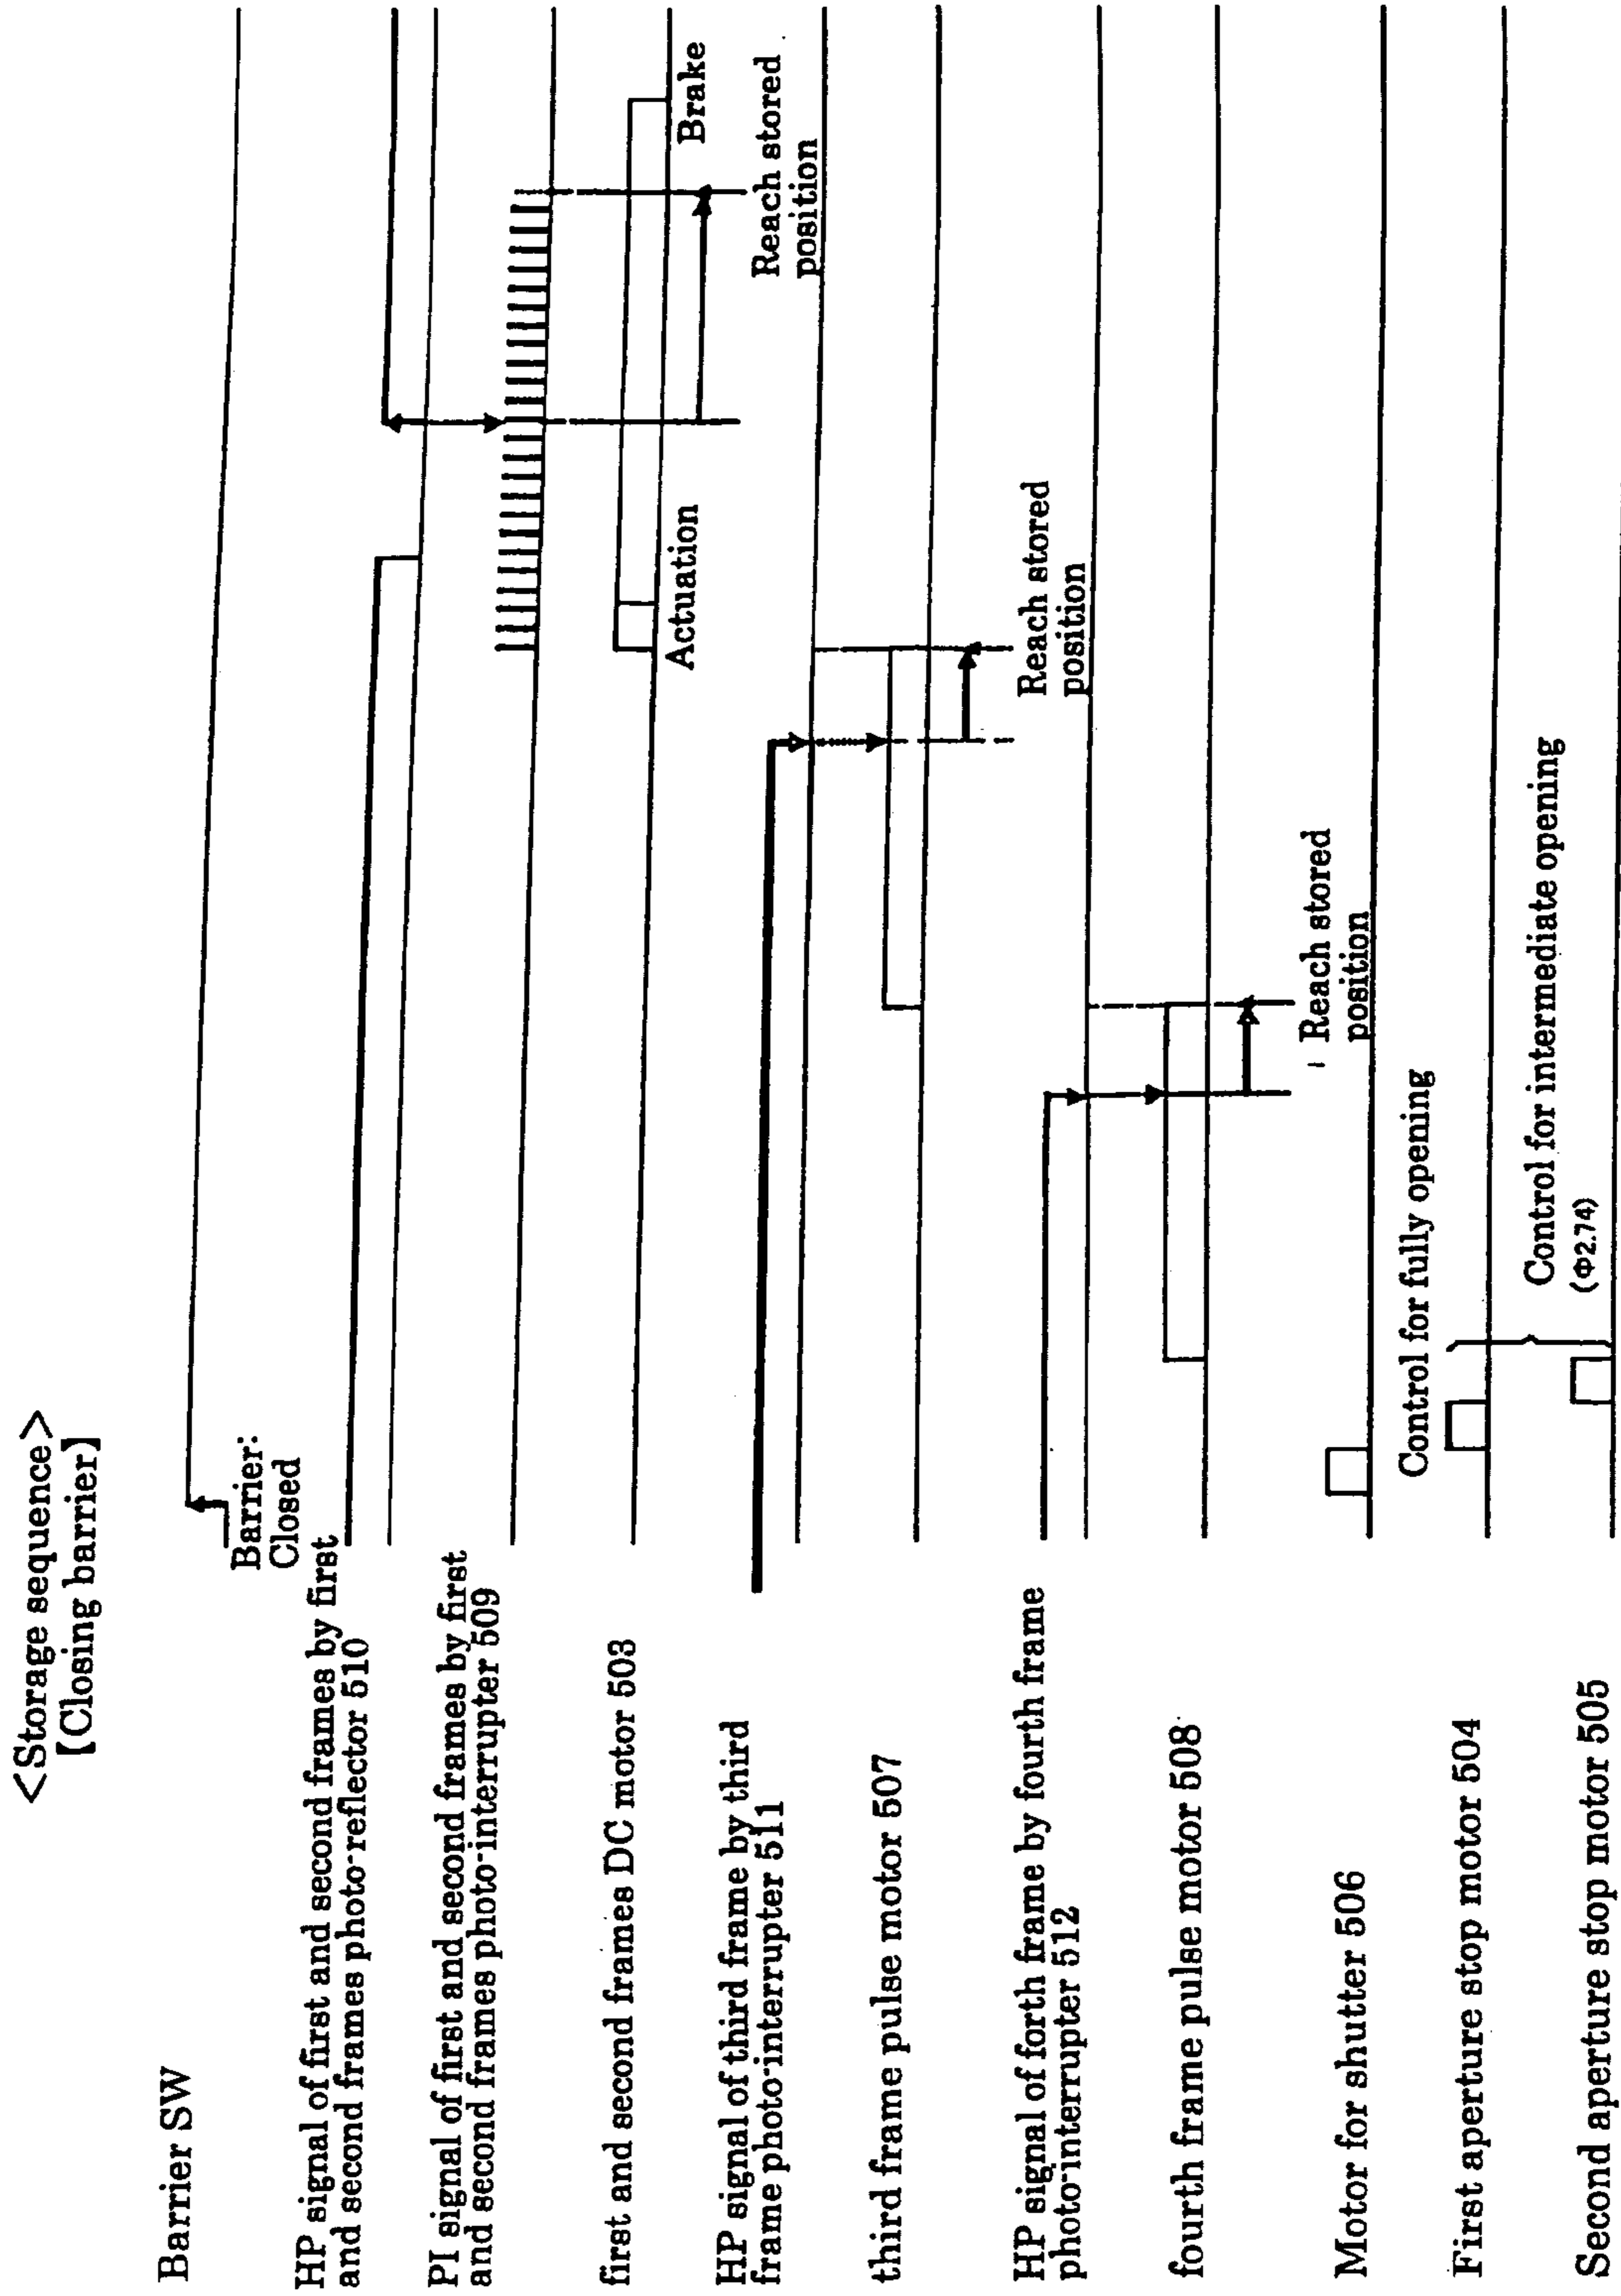 <Storage sequence>
[Closing barrier]
Barrier SW
Barrier:
Closed
HP signal of first and second frames by first
and second frames photo-reflector 510
PI signal of first and second frames by first
and second frames photo-interrupter 509
first and second frames DC motor 503
Actuation
Brake
Reach stored
position
HP signal of third frame by third
frame photo-interrupter 511
third frame pulse motor 507
Reach stored
position
HP signal of forth frame by fourth frame
photo-interrupter 512
fourth frame pulse motor 508
Reach stored
position
Motor for shutter 506
Control for fully opening
First aperture stop motor 504
Control for intermediate opening
(Φ2.74)
Second aperture stop motor 505